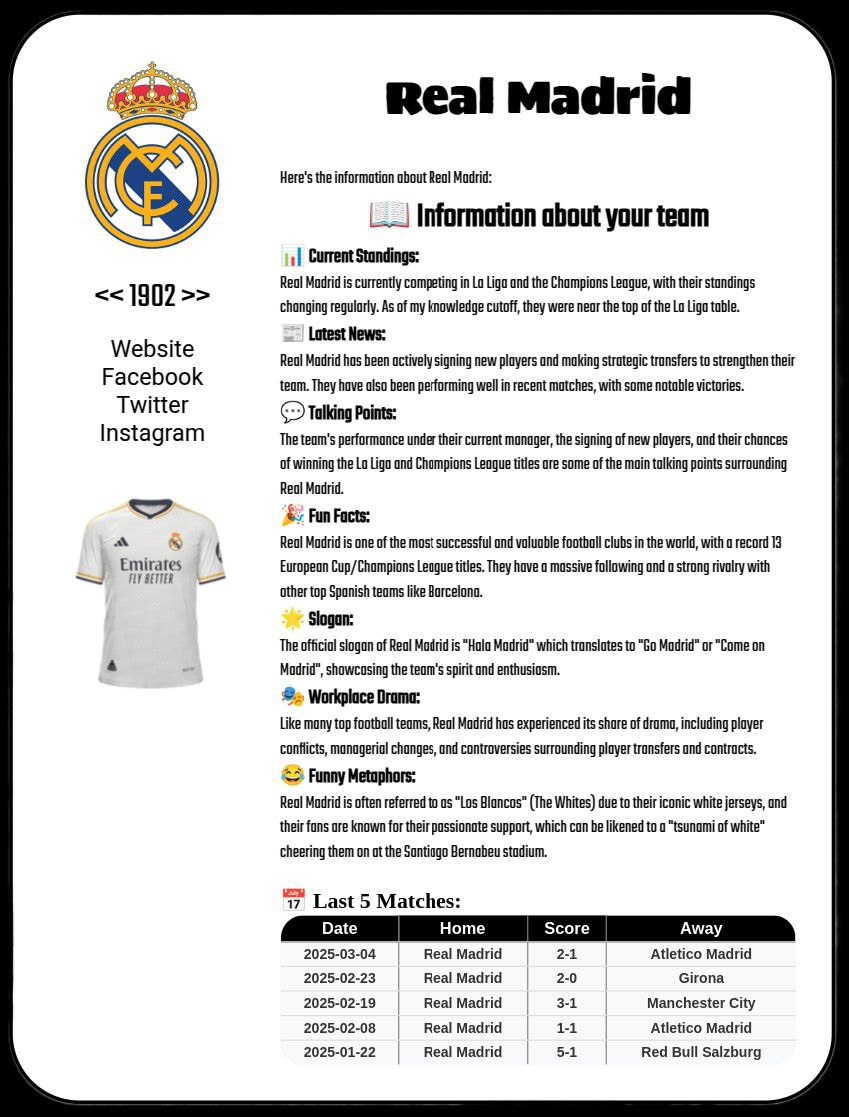 Real Madrid
<< 1902 >>
Website
Facebook
Twitter
Instagram
Emirates
FLY BETTER
Here's the information about Real Madrid:
📖 Information about your team
📊 Current Standings:
Real Madrid is currently competing in La Liga and the Champions League, with their standings
changing regularly. As of my knowledge cutoff, they were near the top of the La Liga table.
📰 Latest News:
Real Madrid has been actively signing new players and making strategic transfers to strengthen their
team. They have also been performing well in recent matches, with some notable victories.
💬 Talking Points:
The team's performance under their current manager, the signing of new players, and their chances
of winning the La Liga and Champions League titles are some of the main talking points surrounding
Real Madrid.
🎉 Fun Facts:
Real Madrid is one of the most successful and valuable football clubs in the world, with a record 13
European Cup/Champions League titles. They have a massive following and a strong rivalry with
other top Spanish teams like Barcelona.
🌟 Slogan:
The official slogan of Real Madrid is "Hala Madrid" which translates to "Go Madrid" or "Come on
Madrid", showcasing the team's spirit and enthusiasm.
🎭 Workplace Drama:
Like many top football teams, Real Madrid has experienced its share of drama, including player
conflicts, managerial changes, and controversies surrounding player transfers and contracts.
😂 Funny Metaphors:
Real Madrid is often referred to as "Los Blancos" (The Whites) due to their iconic white jerseys, and
their fans are known for their passionate support, which can be likened to a "tsunami of white"
cheering them on at the Santiago Bernabeu stadium.
📅 Last 5 Matches:
Date Home Score Away
2025-03-04 Real Madrid 2-1 Atletico Madrid
2025-02-23 Real Madrid 2-0 Girona
2025-02-19 Real Madrid 3-1 Manchester City
2025-02-08 Real Madrid 1-1 Atletico Madrid
2025-01-22 Real Madrid 5-1 Red Bull Salzburg